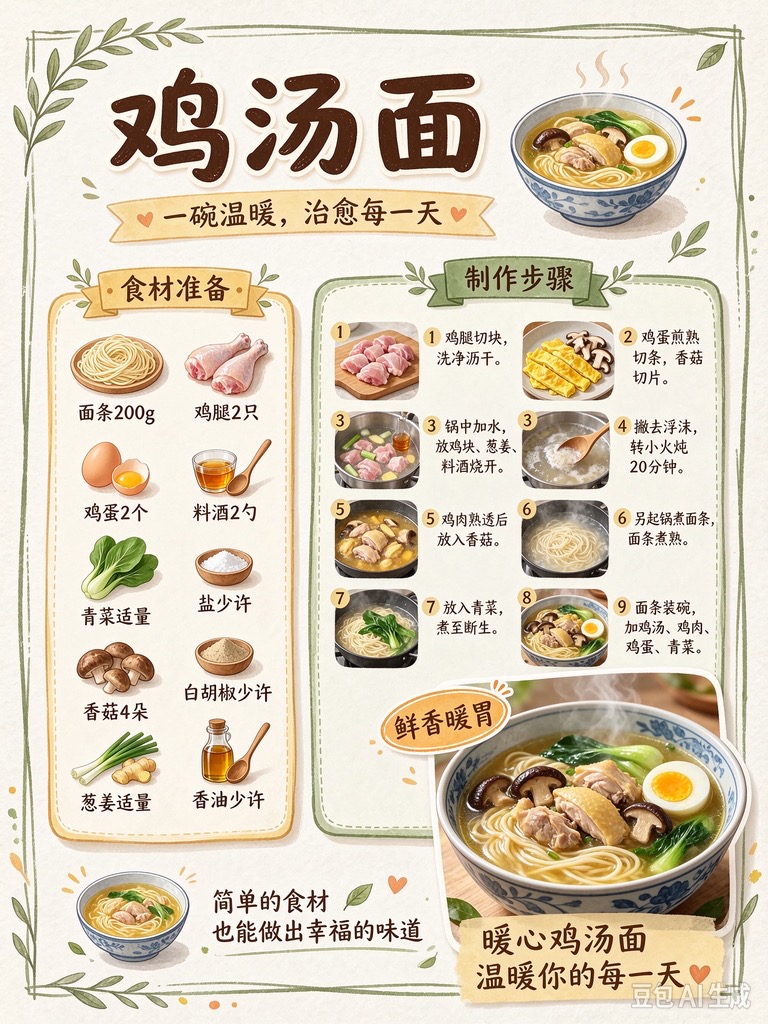 鸡汤面
一碗温暖，治愈每一天
食材准备
面条200g
鸡腿2只
鸡蛋2个
料酒2勺
青菜适量
盐少许
香菇4朵
白胡椒少许
葱姜适量
香油少许
制作步骤
1
1 鸡腿切块，
洗净沥干。
2 鸡蛋煎熟
切条，香菇
切片。
3
3 锅中加水，
放鸡块、葱姜、
料酒烧开。
3
4 撇去浮沫，
转小火炖
20分钟。
5
5 鸡肉熟透后
放入香菇。
6
6 另起锅煮面条，
面条煮熟。
7
7 放入青菜，
煮至断生。
8
9 面条装碗，
加鸡汤、鸡肉、
鸡蛋、青菜。
鲜香暖胃
简单的食材
也能做出幸福的味道
暖心鸡汤面
温暖你的每一天
豆包AI生成